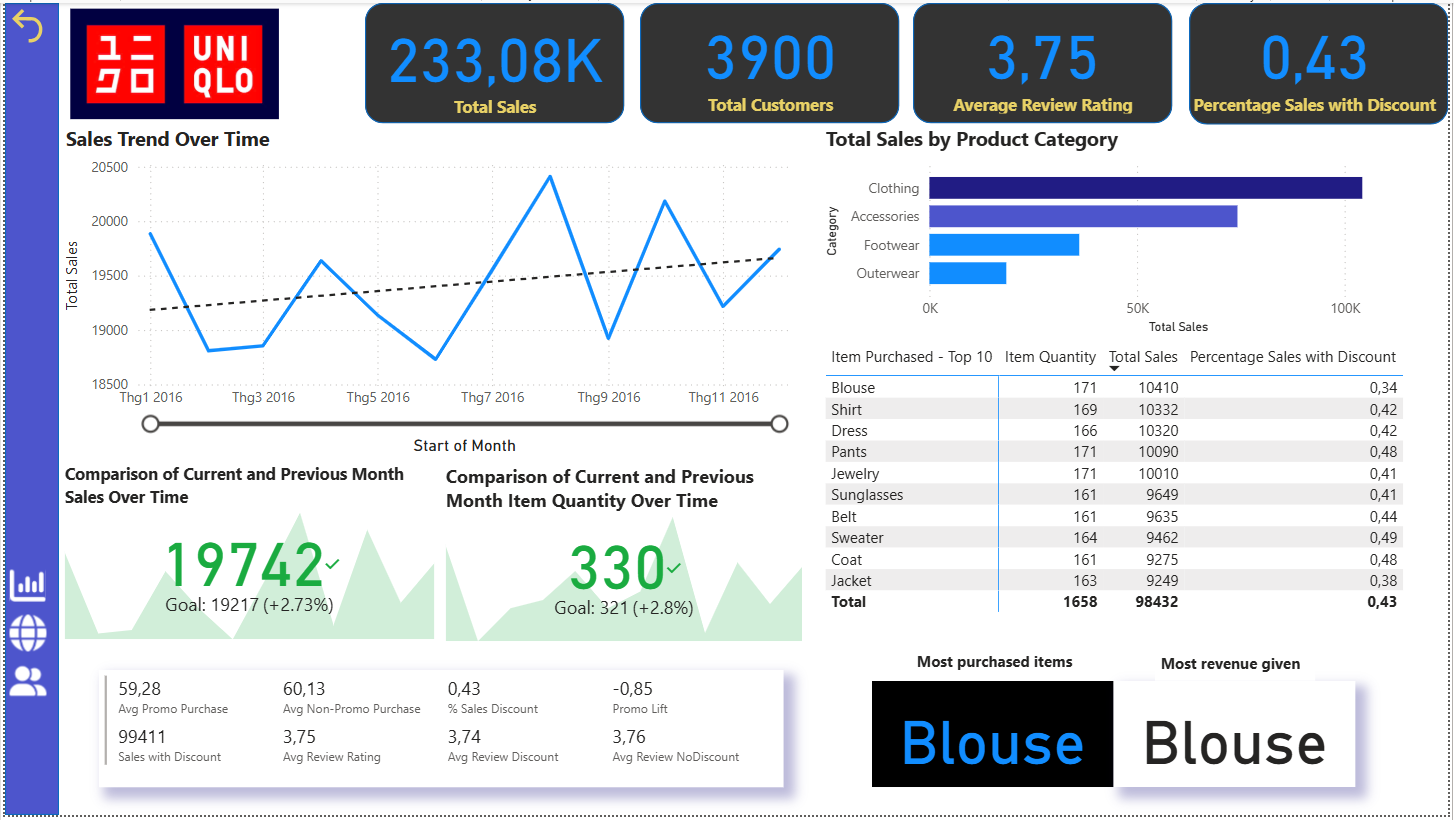 ユニ
クロ
UNI
QLO
233,08K
Total Sales
3900
Total Customers
3,75
Average Review Rating
0,43
Percentage Sales with Discount
Sales Trend Over Time
20500
20000
19500
19000
18500
Total Sales
Thg1 2016 Thg3 2016 Thg5 2016 Thg7 2016 Thg9 2016 Thg11 2016
Start of Month
Total Sales by Product Category
Category
Clothing
Accessories
Footwear
Outerwear
0K 50K 100K
Total Sales
Item Purchased - Top 10 Item Quantity Total Sales Percentage Sales with Discount
Blouse 171 10410 0,34
Shirt 169 10332 0,42
Dress 166 10320 0,42
Pants 171 10090 0,48
Jewelry 171 10010 0,41
Sunglasses 161 9649 0,41
Belt 161 9635 0,44
Sweater 164 9462 0,49
Coat 161 9275 0,48
Jacket 163 9249 0,38
Total 1658 98432 0,43
Comparison of Current and Previous Month
Sales Over Time
19742
Goal: 19217 (+2.73%)
Comparison of Current and Previous
Month Item Quantity Over Time
330
Goal: 321 (+2.8%)
59,28 60,13 0,43 -0,85
Avg Promo Purchase Avg Non-Promo Purchase % Sales Discount Promo Lift
99411 3,75 3,74 3,76
Sales with Discount Avg Review Rating Avg Review Discount Avg Review NoDiscount
Most purchased items
Blouse
Most revenue given
Blouse